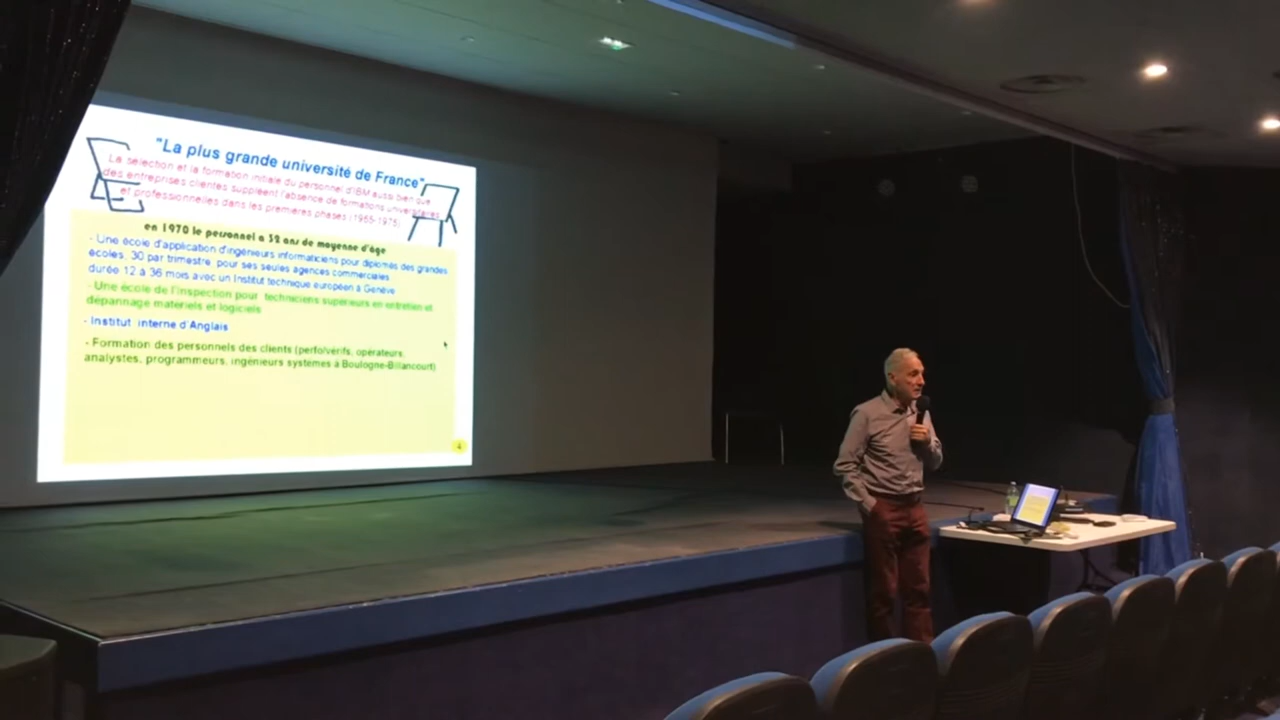 "La plus grande université de France"
La sélection et la formation initiale du personnel d'IBM aussi bien que
des entreprises clientes suppléent l'absence de formations universitaires
et professionnelles dans les premières phases (1965-1975)
en 1970 le personnel a 32 ans de moyenne d'âge
- Une école d'application d'ingénieurs informaticiens pour diplomés des grandes
écoles, 30 par trimestre pour ses seules agences commerciales
durée 12 à 36 mois avec un Institut technique européen à Genève
- Une école de l'inspection pour techniciens supérieurs en entretien et
dépannage matériels et logiciels
- Institut interne d'Anglais
- Formation des personnels des clients (perfo/vérifs, opérateurs,
analystes, programmeurs, ingénieurs systèmes à Boulogne-Billancourt)
4